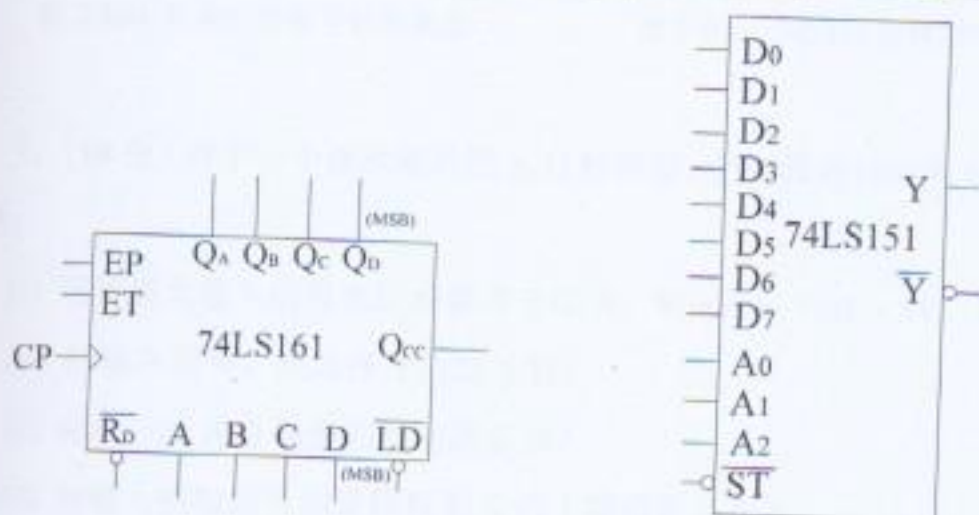 (MSB)
EP QA QB QC QD
ET
CP 74LS161 QCC
RD A B C D LD
(MSB)
D0
D1
D2
D3
D4
D5
D6
D7
A0
A1
A2
ST
74LS151
Y
Y